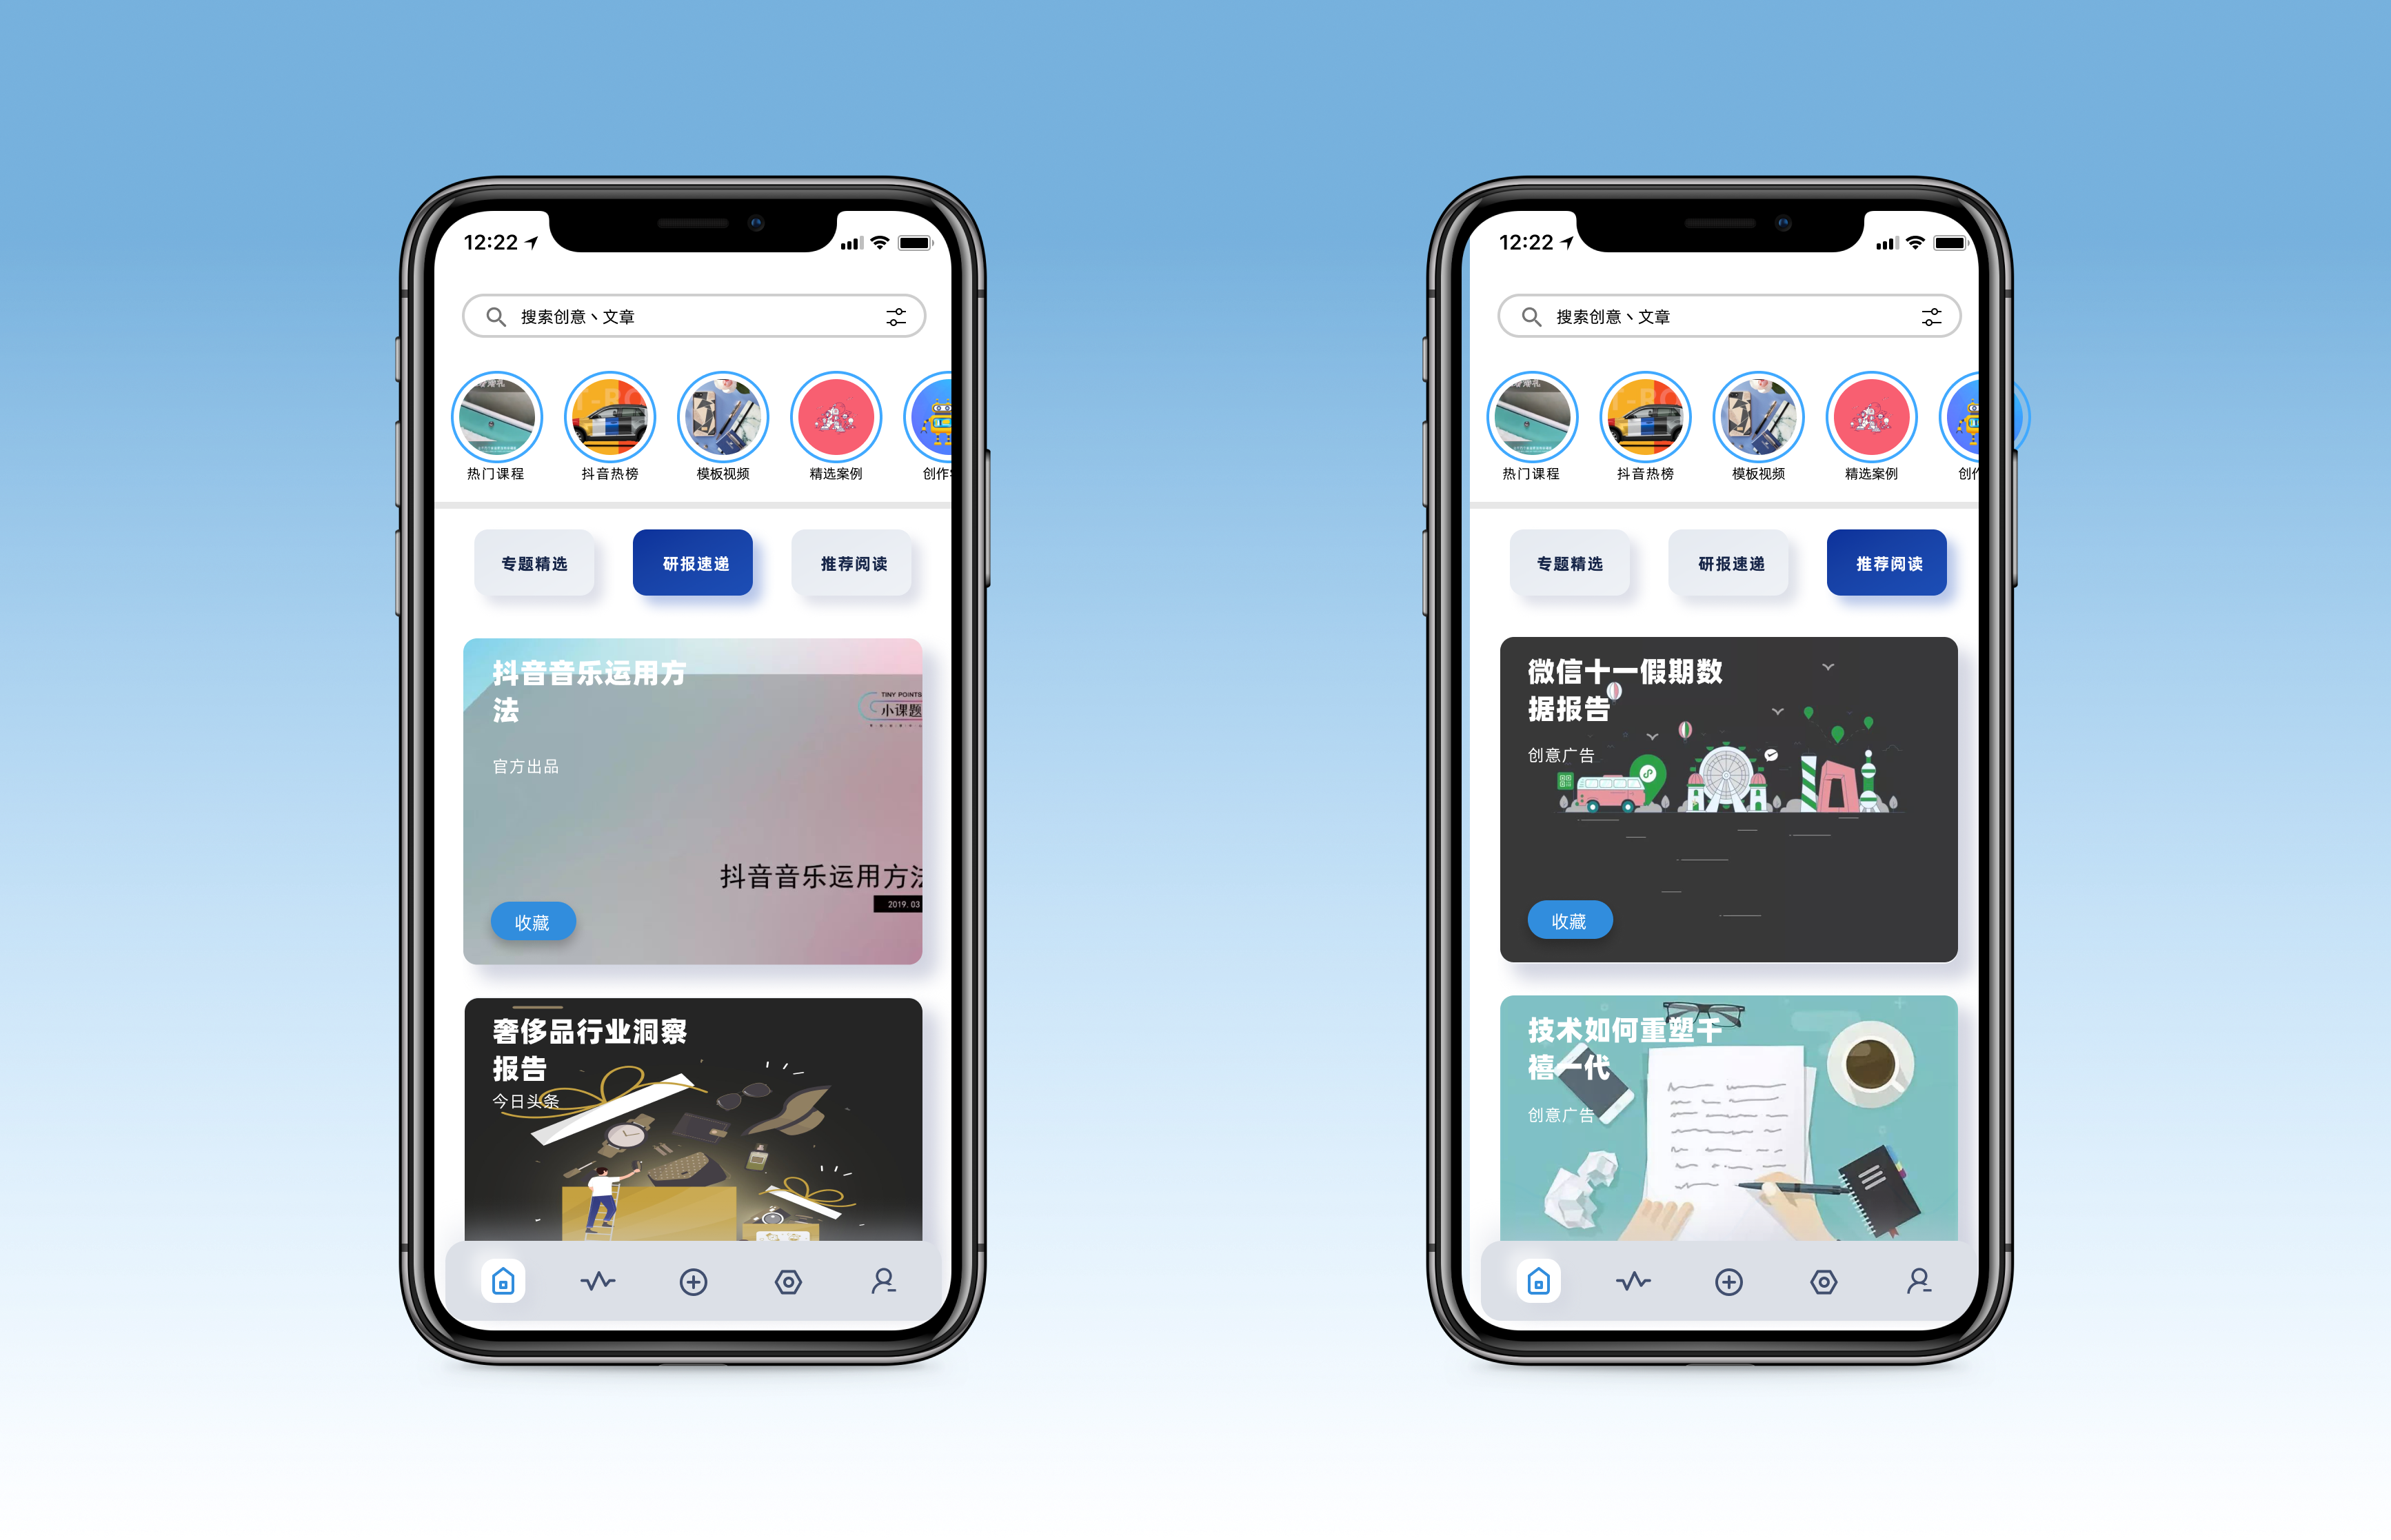 12:22
搜索创意、文章
热门课程
抖音热榜
模板视频
精选案例
创作
专题精选
研报速递
推荐阅读
抖音音乐运用方
法
TINY POINTS
小课题
官方出品
抖音音乐运用方法
2019. 03
收藏
奢侈品行业洞察
报告
今日头条
12:22
搜索创意、文章
热门课程
抖音热榜
模板视频
精选案例
创作
专题精选
研报速递
推荐阅读
微信十一假期数
据报告
创意广告
收藏
技术如何重塑千
禧一代
创意广告